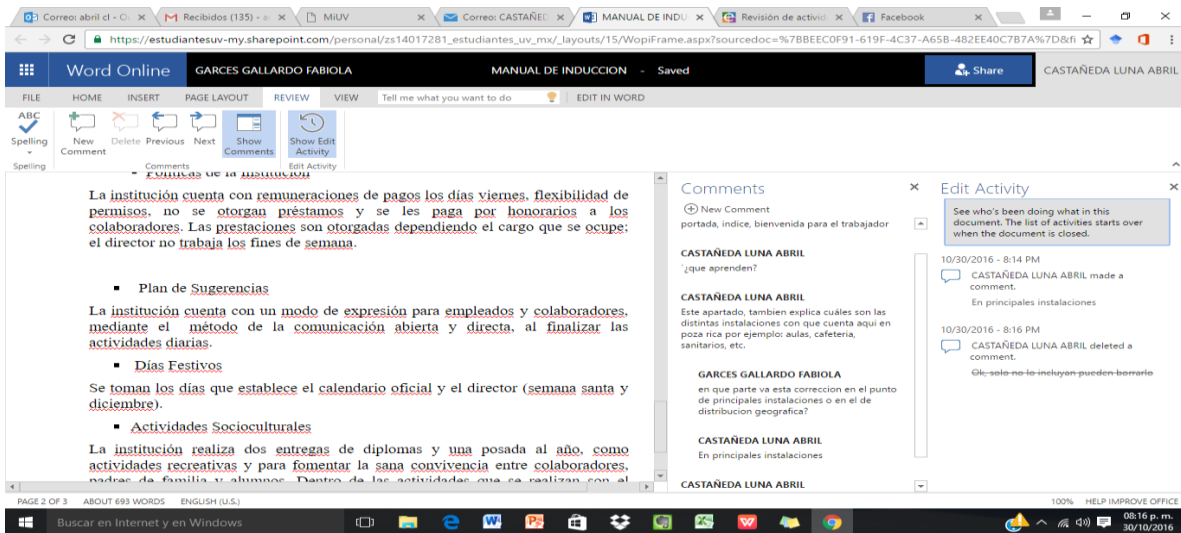 Correo: abril cl - O
Recibidos (135) - a
MiUV
Correo: CASTAÑED
MANUAL DE INDU
Revisión de activid
Facebook
https://estudiantesuv-my.sharepoint.com/personal/zs14017281_estudiantes_uv_mx/_layouts/15/WopiFrame.aspx?sourcedoc=%7BBEEC0F91-619F-4C37-A65B-482EE40C7B7A%7D&fi
Word Online
GARCES GALLARDO FABIOLA
MANUAL DE INDUCCION - Saved
Share
CASTAÑEDA LUNA ABRIL
FILE HOME INSERT PAGE LAYOUT REVIEW VIEW Tell me what you want to do EDIT IN WORD
ABC
Spelling
New Comment
Delete
Previous
Next
Show Comments
Show Edit Activity
Spelling
Comments
Edit Activity
Políticas de la Institución
La institución cuenta con remuneraciones de pagos los días viernes, flexibilidad de
permisos, no se otorgan préstamos y se les paga por honorarios a los
colaboradores. Las prestaciones son otorgadas dependiendo el cargo que se ocupe;
el director no trabaja los fines de semana.
▪ Plan de Sugerencias
La institución cuenta con un modo de expresión para empleados y colaboradores,
mediante el método de la comunicación abierta y directa, al finalizar las
actividades diarias.
▪ Días Festivos
Se toman los días que establece el calendario oficial y el director (semana santa y
diciembre).
▪ Actividades Socioculturales
La institución realiza dos entregas de diplomas y una posada al año, como
actividades recreativas y para fomentar la sana convivencia entre colaboradores,
padres de familia y alumnos. Dentro de las actividades que se realizan son el
Comments
New Comment
portada, indice, bienvenida para el trabajador
CASTAÑEDA LUNA ABRIL
¨¿que aprenden?
CASTAÑEDA LUNA ABRIL
Este apartado, tambien explica cuáles son las
distintas instalaciones con que cuenta aqui en
poza rica por ejemplo: aulas, cafeteria,
sanitarios, etc.
GARCES GALLARDO FABIOLA
en que parte va esta correccion en el punto
de principales instalaciones o en el de
distribucion geografica?
CASTAÑEDA LUNA ABRIL
En principales instalaciones
CASTAÑEDA LUNA ABRIL
Edit Activity
See who's been doing what in this
document. The list of activities starts over
when the document is closed.
10/30/2016 - 8:14 PM
CASTAÑEDA LUNA ABRIL made a
comment.
En principales instalaciones
10/30/2016 - 8:16 PM
CASTAÑEDA LUNA ABRIL deleted a
comment.
Ok, solo no lo incluyan pueden borrarlo
PAGE 2 OF 3 ABOUT 693 WORDS ENGLISH (U.S.)
100% HELP IMPROVE OFFICE
Buscar en Internet y en Windows
08:16 p. m.
30/10/2016